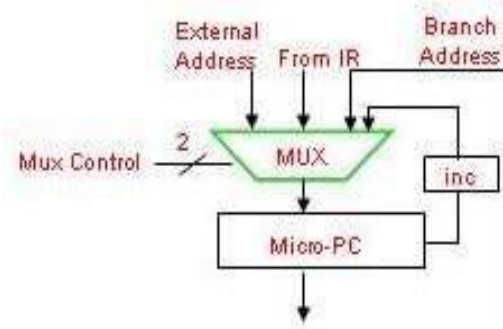 External
Address
From IR
Branch
Address
Mux Control
2
MUX
inc
Micro-PC